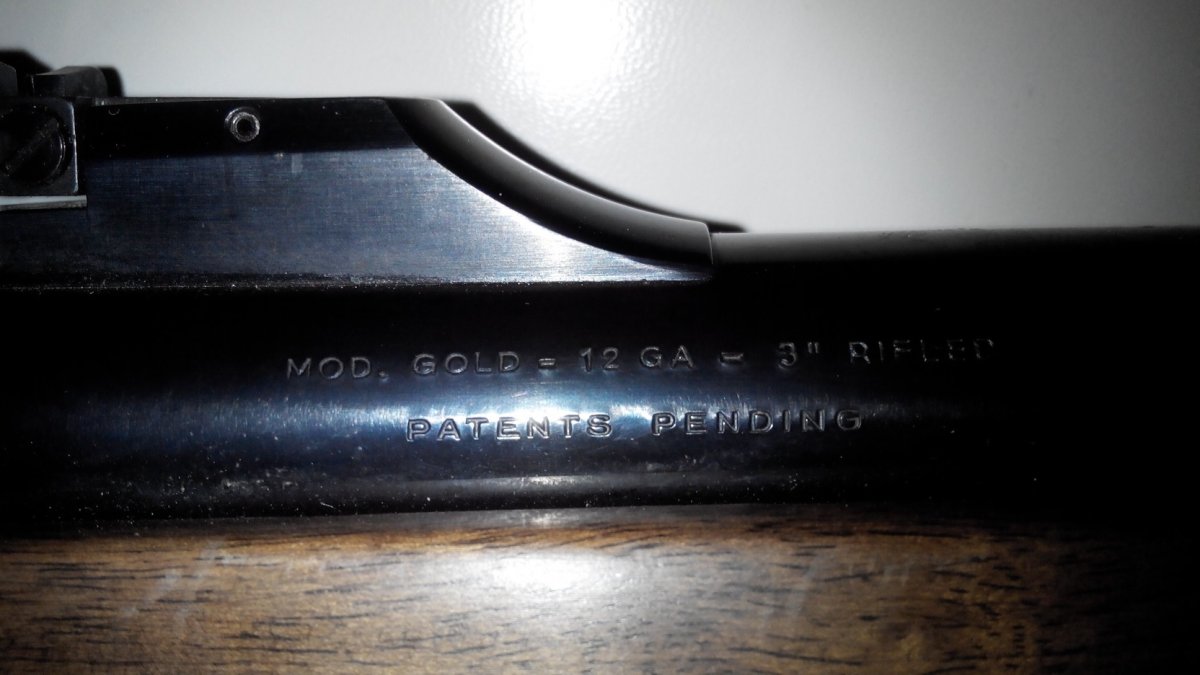 MOD. GOLD = 12 GA - 3" RIFLED
PATENTS PENDING